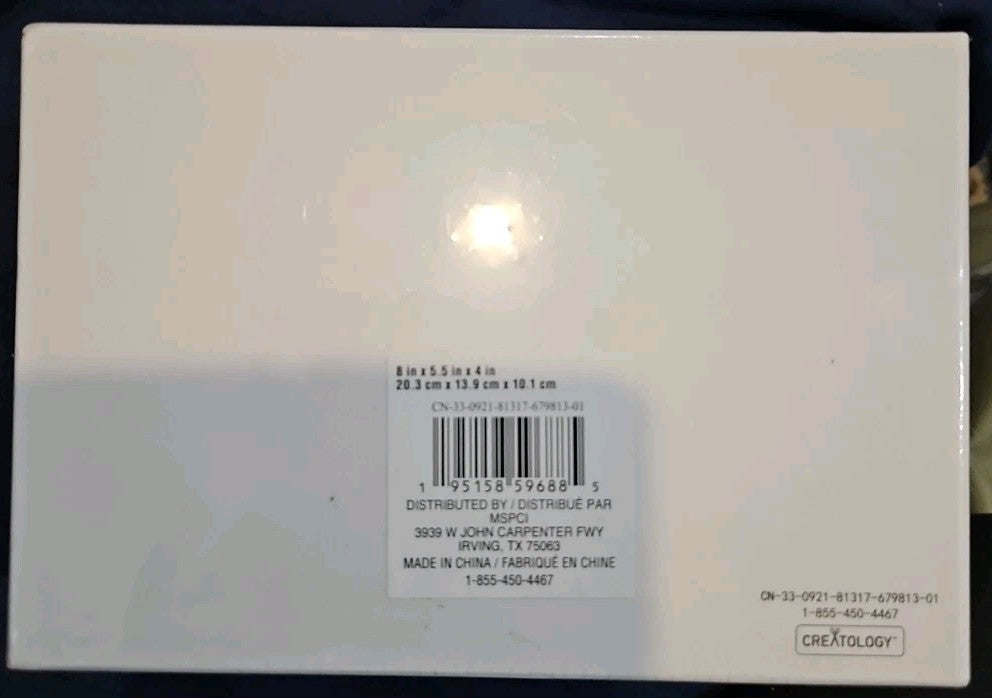 8 in x 5.5 in x 4 in
20.3 cm x 13.9 cm x 10.1 cm
CN-33-0921-81317-679813-01
1 95158 59688 5
DISTRIBUTED BY / DISTRIBUÉ PAR
MSPCI
3939 W JOHN CARPENTER FWY
IRVING, TX 75063
MADE IN CHINA / FABRIQUÉ EN CHINE
1-855-450-4467
CN-33-0921-81317-679813-01
1-855-450-4467
CREATOLOGY™